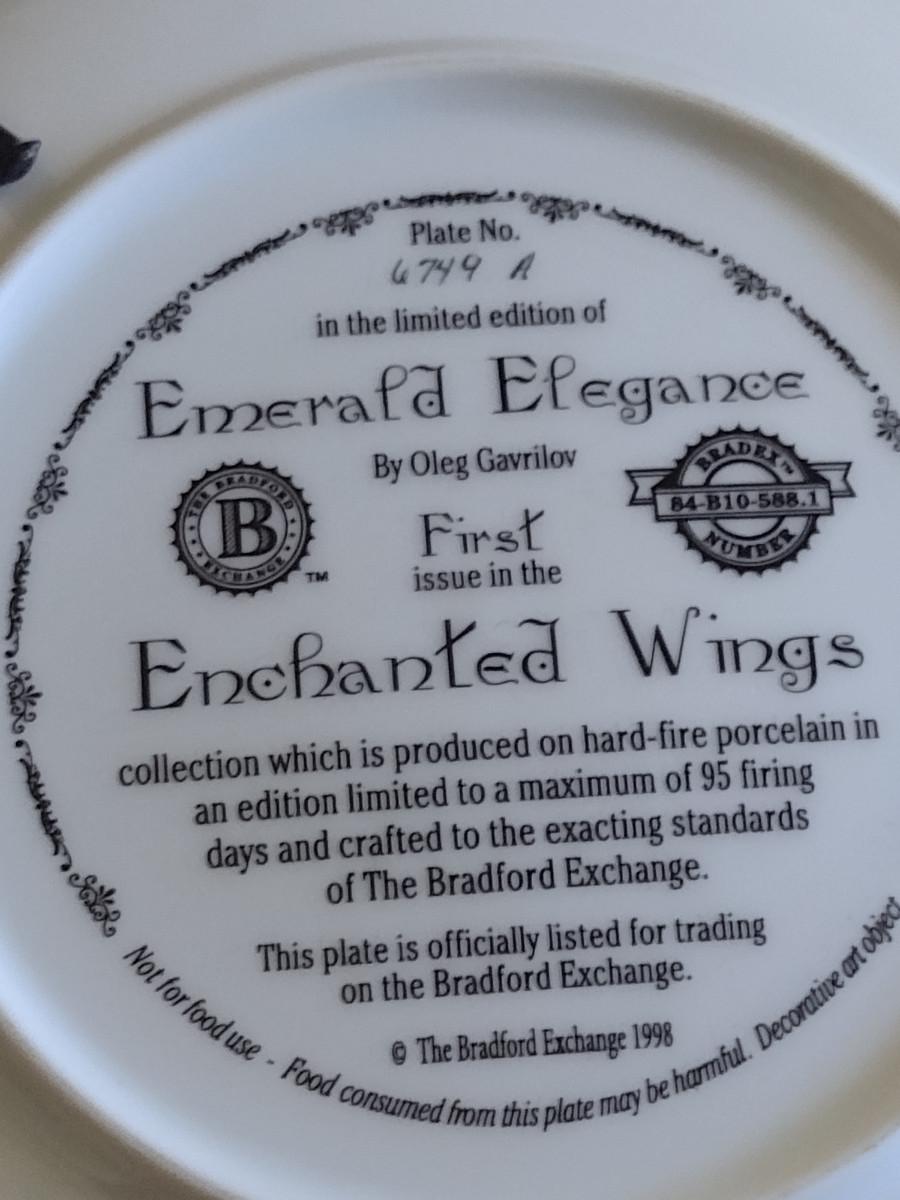 Plate No.
6749 A
in the limited edition of
Emerald Elegance
By Oleg Gavrilov
THE BRADFORD
B
EXCHANGE
TM
BRADEX™
84-B10-588.1
NUMBER
First
issue in the
Enchanted Wings
collection which is produced on hard-fire porcelain in
an edition limited to a maximum of 95 firing
days and crafted to the exacting standards
of The Bradford Exchange.
This plate is officially listed for trading
on the Bradford Exchange.
© The Bradford Exchange 1998
Not for food use - Food consumed from this plate may be harmful. Decorative art object